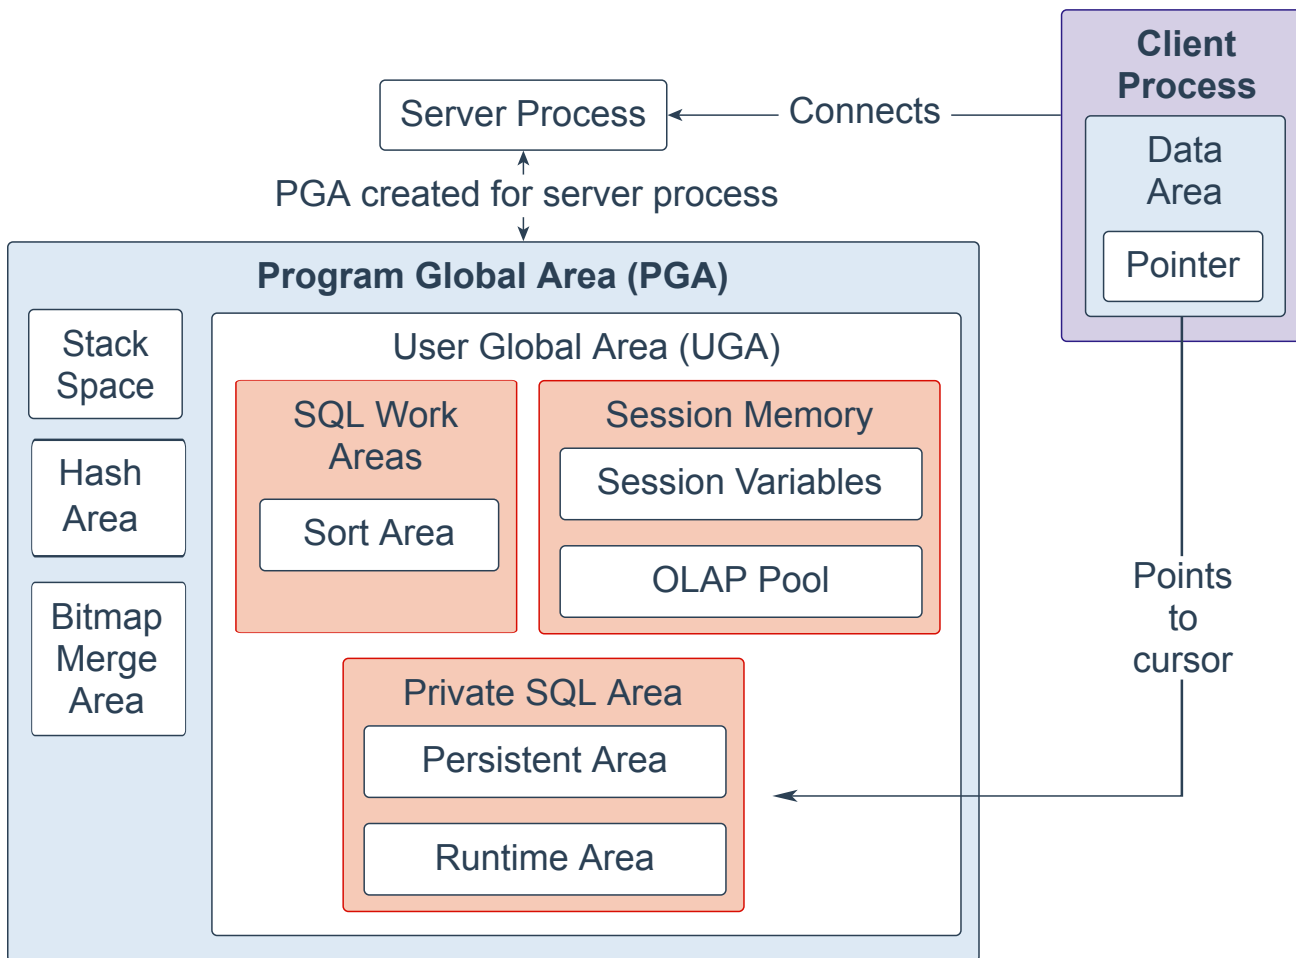 Client
Process
Server Process
Connects
Data
Area
Pointer
PGA created for server process
Program Global Area (PGA)
Stack
Space
Hash
Area
Bitmap
Merge
Area
User Global Area (UGA)
SQL Work
Areas
Sort Area
Session Memory
Session Variables
OLAP Pool
Private SQL Area
Persistent Area
Runtime Area
Points
to
cursor